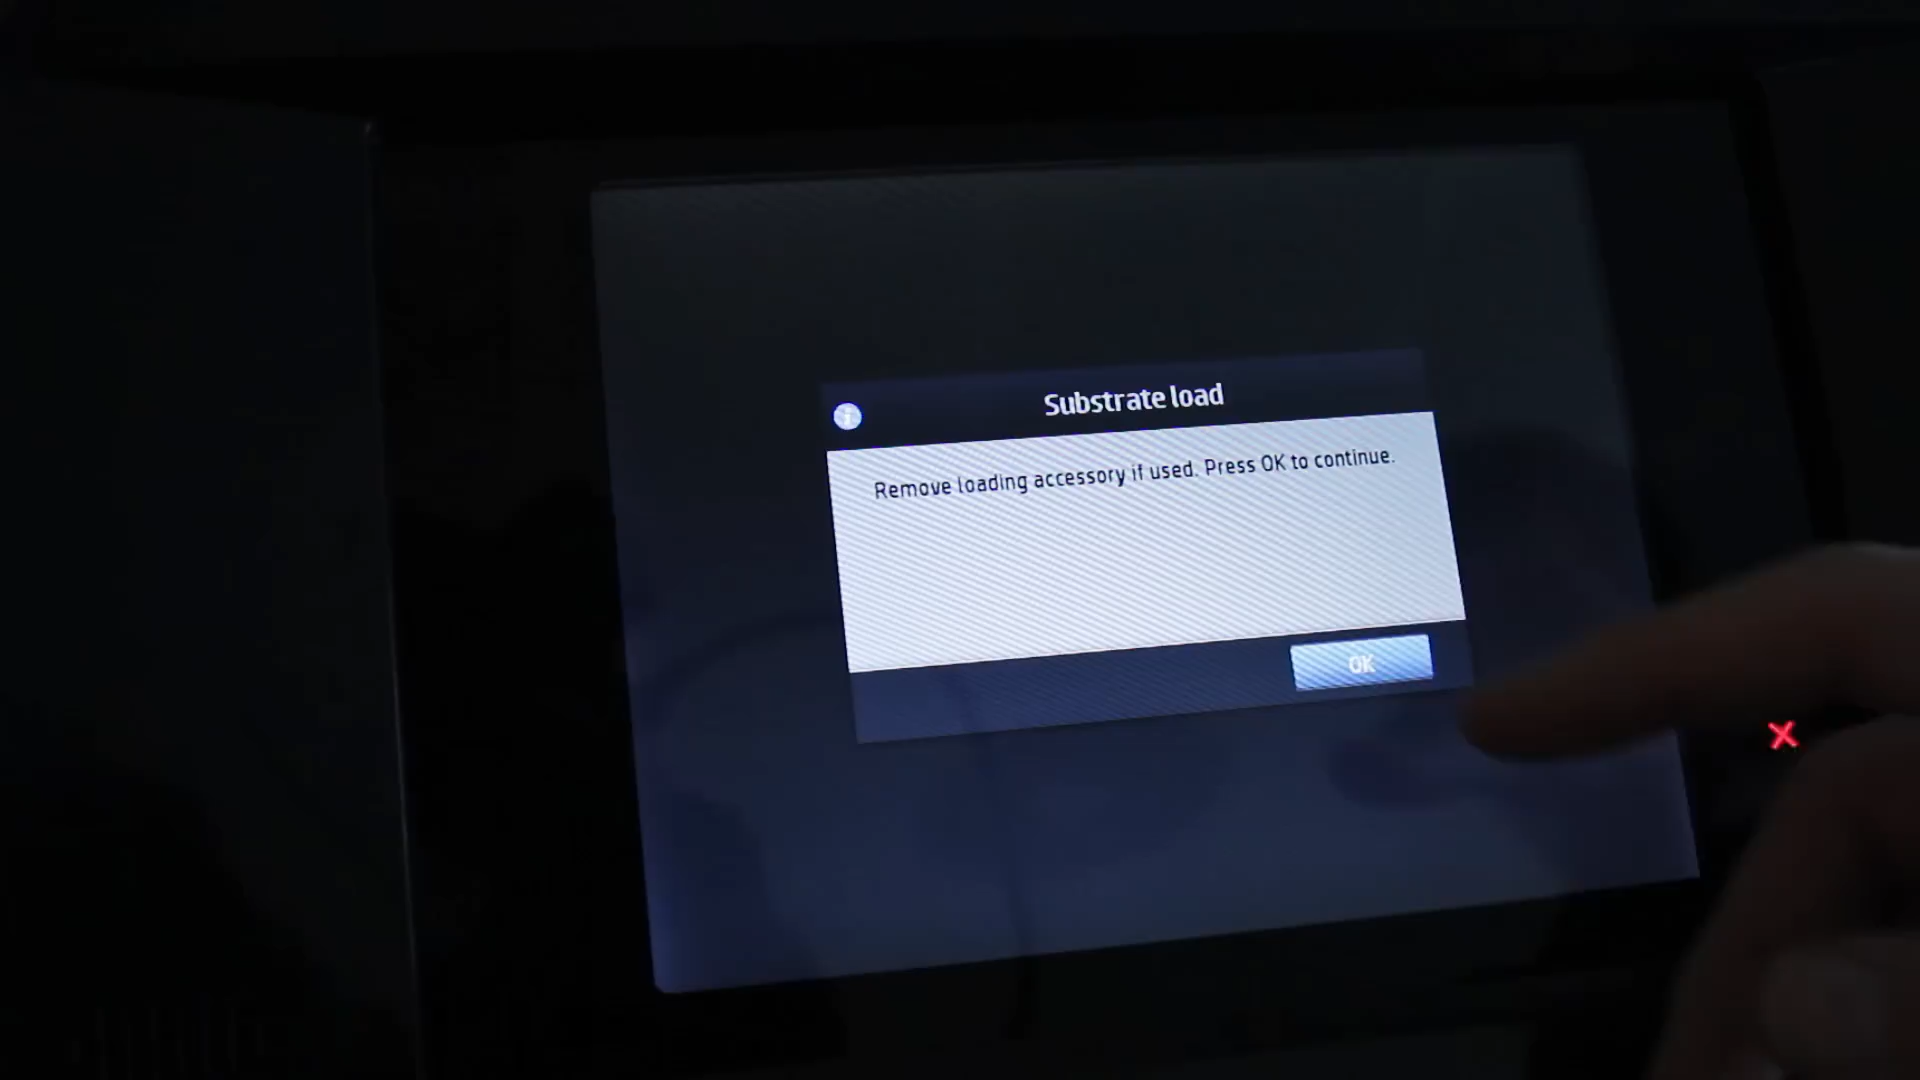 Substrate load
Remove loading accessory if used. Press OK to continue.
OK